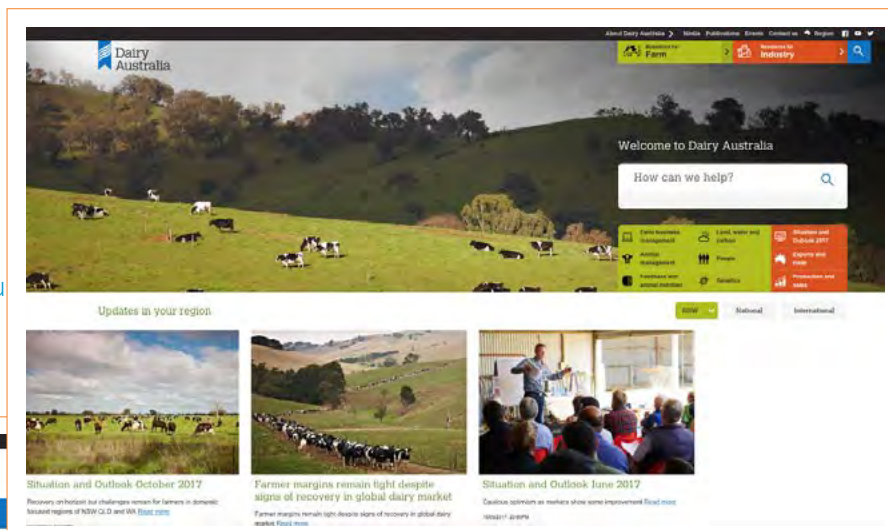 About Dairy Australia Media Publications Events Contact us Region
Dairy
Australia
Resources for
Farm
Resources for
Industry
Welcome to Dairy Australia
How can we help?
Farm business
management
Land, water and
carbon
Situation and
Outlook 2017
Animal
management
People
Exports and
trade
Feedbase and
animal nutrition
Genetics
Production and
sales
u
Updates in your region
NSW
National
International
Situation and Outlook October 2017
Recovery on horizon but challenges remain for farmers in domestic
focused regions of NSW QLD and WA Read more
Farmer margins remain tight despite
signs of recovery in global dairy market
Farmer margins remain tight despite signs of recovery in global dairy
market Read more
Situation and Outlook June 2017
Cautious optimism as markets show some improvement Read more